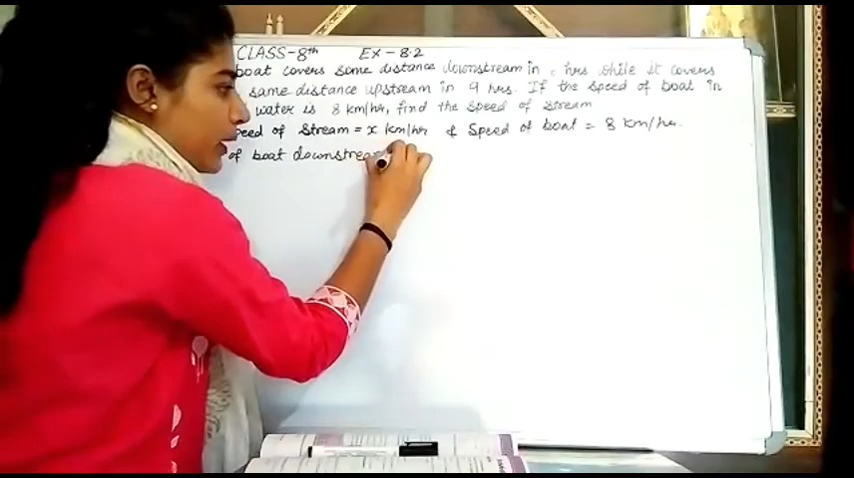 CLASS-8th EX-8.2
boat covers some distance downstream in hrs while it covers
same distance upstream in 9 hrs. If the speed of boat in
water is 8 km/hr, find the speed of stream
peed of stream = x km/hr & speed of boat = 8 km/hr.
of boat downstrea